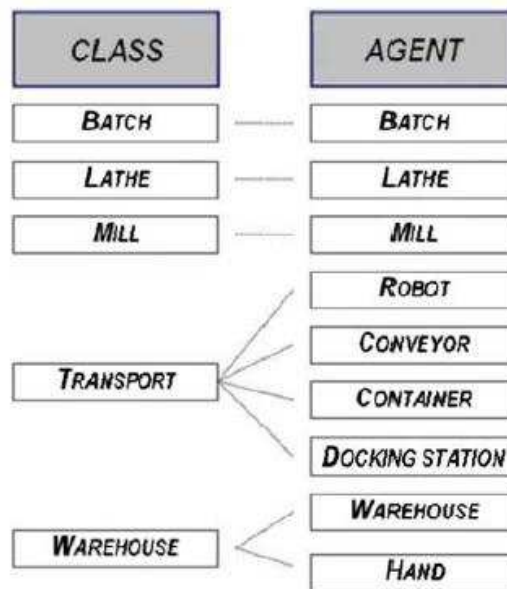 CLASS AGENT
BATCH BATCH
LATHE LATHE
MILL MILL
ROBOT
CONVEYOR
TRANSPORT
CONTAINER
DOCKING STATION
WAREHOUSE
WAREHOUSE
HAND